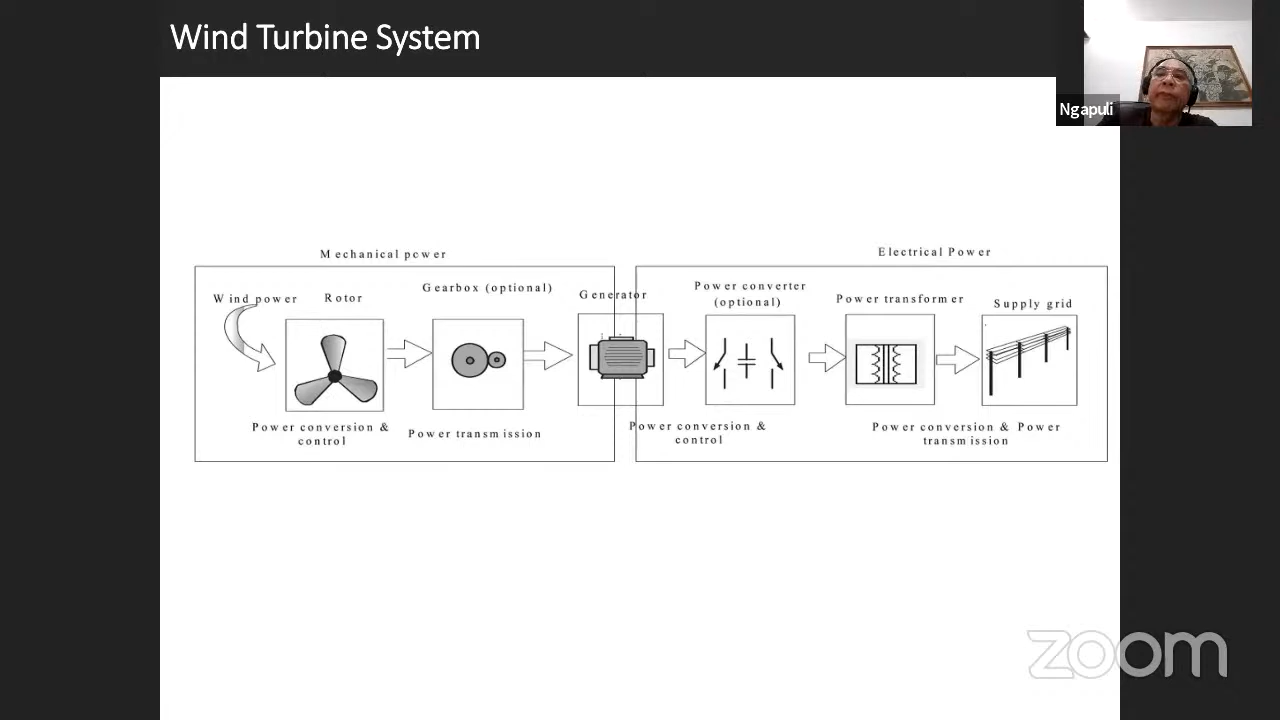 Wind Turbine System
Ngapuli
Mechanical power
Electrical Power
Wind power
Rotor
Gearbox (optional)
Generator
Power converter
(optional)
Power transformer
Supply grid
Power conversion &
control
Power transmission
Power conversion &
control
Power conversion & Power
transmission
zoom